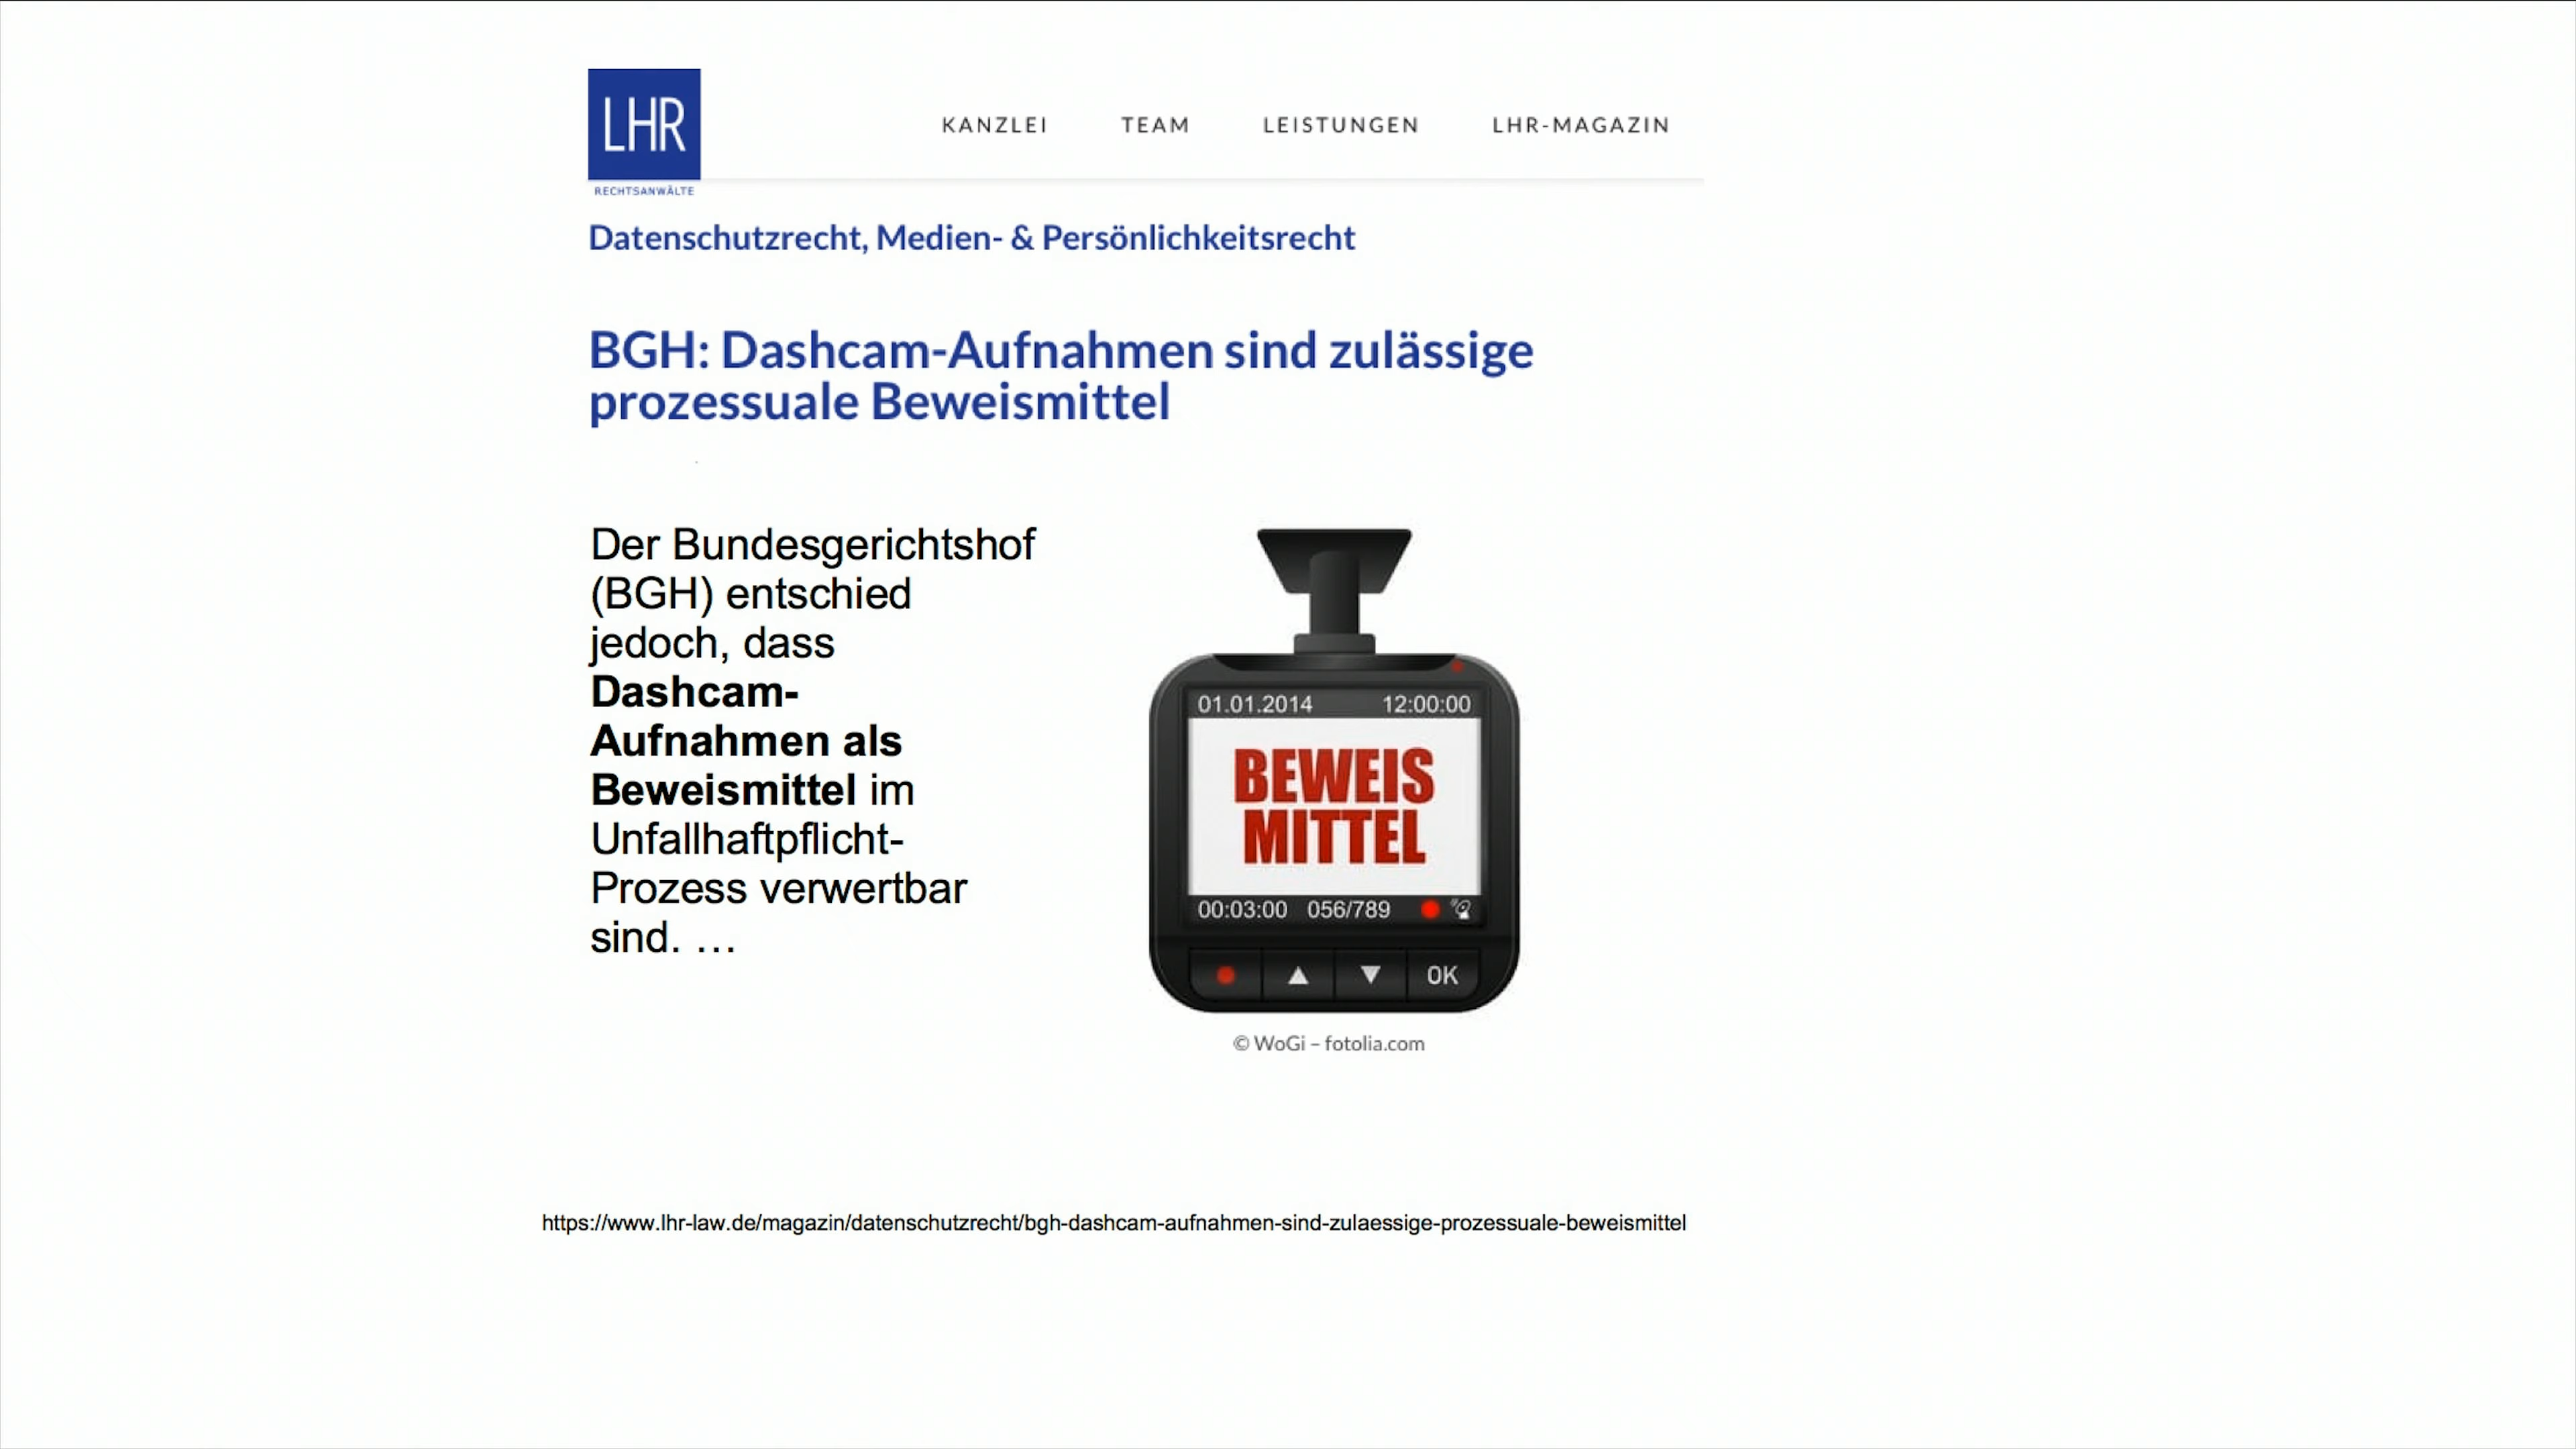 LHR
RECHTSANWÄLTE
KANZLEI TEAM LEISTUNGEN LHR-MAGAZIN
Datenschutzrecht, Medien- & Persönlichkeitsrecht
BGH: Dashcam-Aufnahmen sind zulässige
prozessuale Beweismittel
Der Bundesgerichtshof
(BGH) entschied
jedoch, dass
Dashcam-
Aufnahmen als
Beweismittel im
Unfallhaftpflicht-
Prozess verwertbar
sind. …
01.01.2014 12:00:00
BEWEIS
MITTEL
00:03:00 056/789
OK
© WoGi – fotolia.com
https://www.lhr-law.de/magazin/datenschutzrecht/bgh-dashcam-aufnahmen-sind-zulaessige-prozessuale-beweismittel